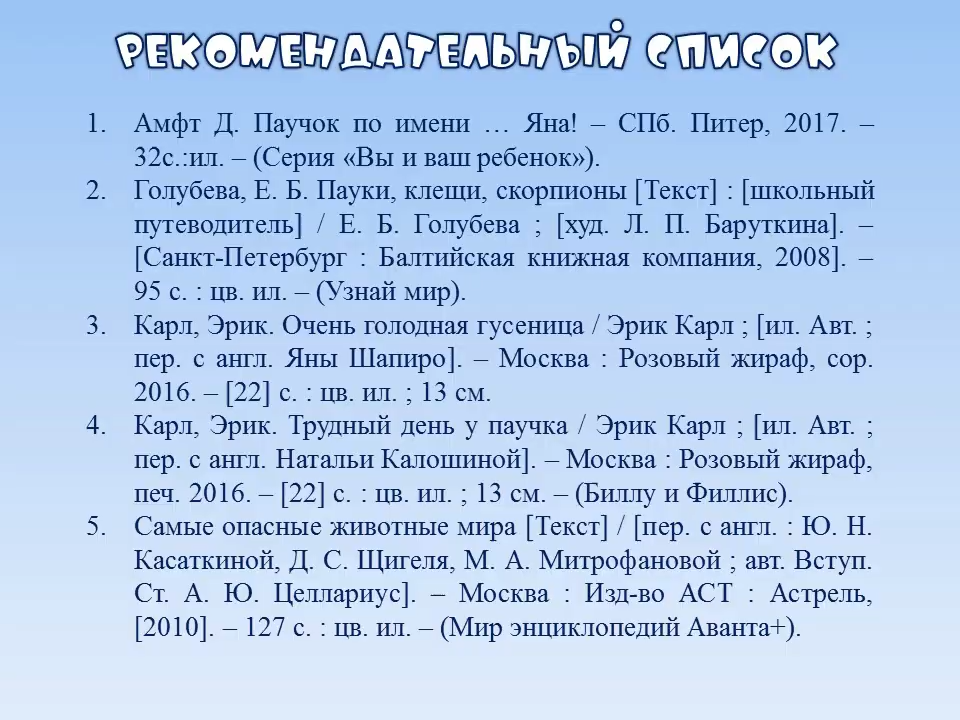 РЕКОМЕНДАТЕЛЬНЫЙ СПИСОК
1. Амфт Д. Паучок по имени … Яна! – СПб. Питер, 2017. –
32с.:ил. – (Серия «Вы и ваш ребенок»).
2. Голубева, Е. Б. Пауки, клещи, скорпионы [Текст] : [школьный
путеводитель] / Е. Б. Голубева ; [худ. Л. П. Баруткина]. –
[Санкт-Петербург : Балтийская книжная компания, 2008]. –
95 с. : цв. ил. – (Узнай мир).
3. Карл, Эрик. Очень голодная гусеница / Эрик Карл ; [ил. Авт. ;
пер. с англ. Яны Шапиро]. – Москва : Розовый жираф, сор.
2016. – [22] с. : цв. ил. ; 13 см.
4. Карл, Эрик. Трудный день у паучка / Эрик Карл ; [ил. Авт. ;
пер. с англ. Натальи Калошиной]. – Москва : Розовый жираф,
печ. 2016. – [22] с. : цв. ил. ; 13 см. – (Биллу и Филлис).
5. Самые опасные животные мира [Текст] / [пер. с англ. : Ю. Н.
Касаткиной, Д. С. Щигеля, М. А. Митрофановой ; авт. Вступ.
Ст. А. Ю. Целлариус]. – Москва : Изд-во АСТ : Астрель,
[2010]. – 127 с. : цв. ил. – (Мир энциклопедий Аванта+).